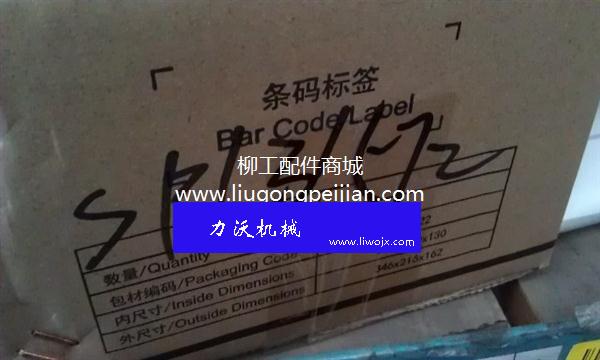 条码标签
Bar Code Label
柳工配件商城
www.liugongpeijian.com
力沃机械
www.liwojx.com
数量/Quantity
包材编码/Packaging Code
内尺寸/Inside Dimensions
外尺寸/Outside Dimensions
346x216x162